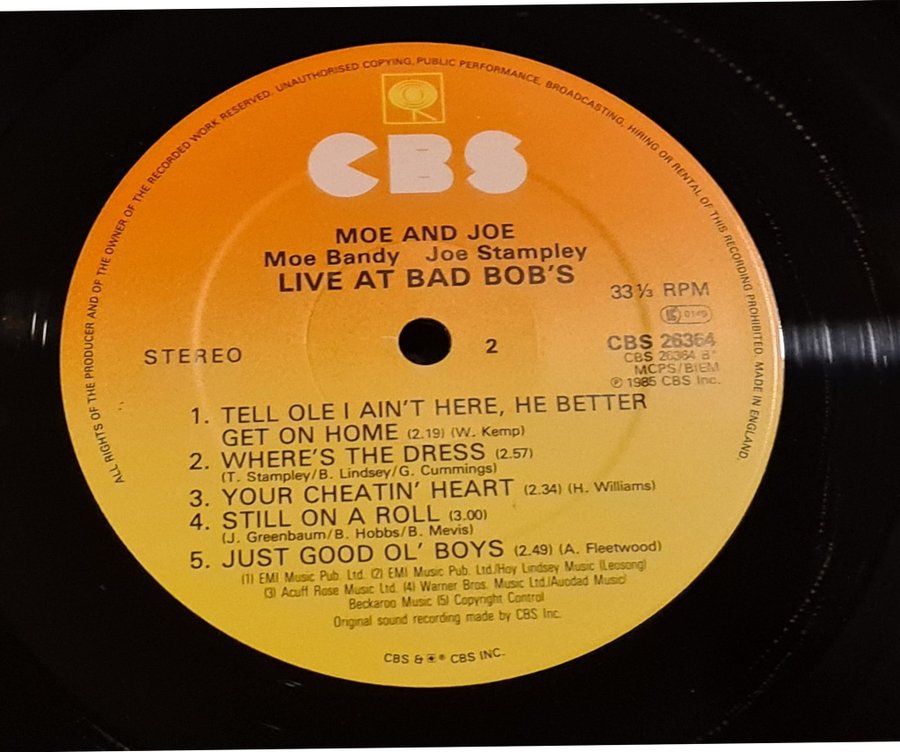 ALL RIGHTS OF THE PRODUCER AND OF THE OWNER OF THE RECORDED WORK RESERVED. UNAUTHORISED COPYING, PUBLIC PERFORMANCE, BROADCASTING, HIRING OR RENTAL OF THIS RECORDING PROHIBITED. MADE IN ENGLAND.
CBS
MOE AND JOE
Moe Bandy Joe Stampley
LIVE AT BAD BOB'S
33⅓ RPM
LC 0149
STEREO
2
CBS 26364
CBS 26364 B*
MCPS/BIEM
℗ 1985 CBS Inc.
1. TELL OLE I AIN'T HERE, HE BETTER
GET ON HOME (2.19) (W. Kemp)
2. WHERE'S THE DRESS (2.57)
(T. Stampley/B. Lindsey/G. Cummings)
3. YOUR CHEATIN' HEART (2.34) (H. Williams)
4. STILL ON A ROLL (3.00)
(J. Greenbaum/B. Hobbs/B. Mevis)
5. JUST GOOD OL' BOYS (2.49) (A. Fleetwood)
(1) EMI Music Pub. Ltd. (2) EMI Music Pub. Ltd./Hoy Lindsey Music (Leosong)
(3) Acuff Rose Music Ltd. (4) Warner Bros. Music Ltd./Auodad Music/
Beckaroo Music (5) Copyright Control
Original sound recording made by CBS Inc.
CBS & ® CBS INC.